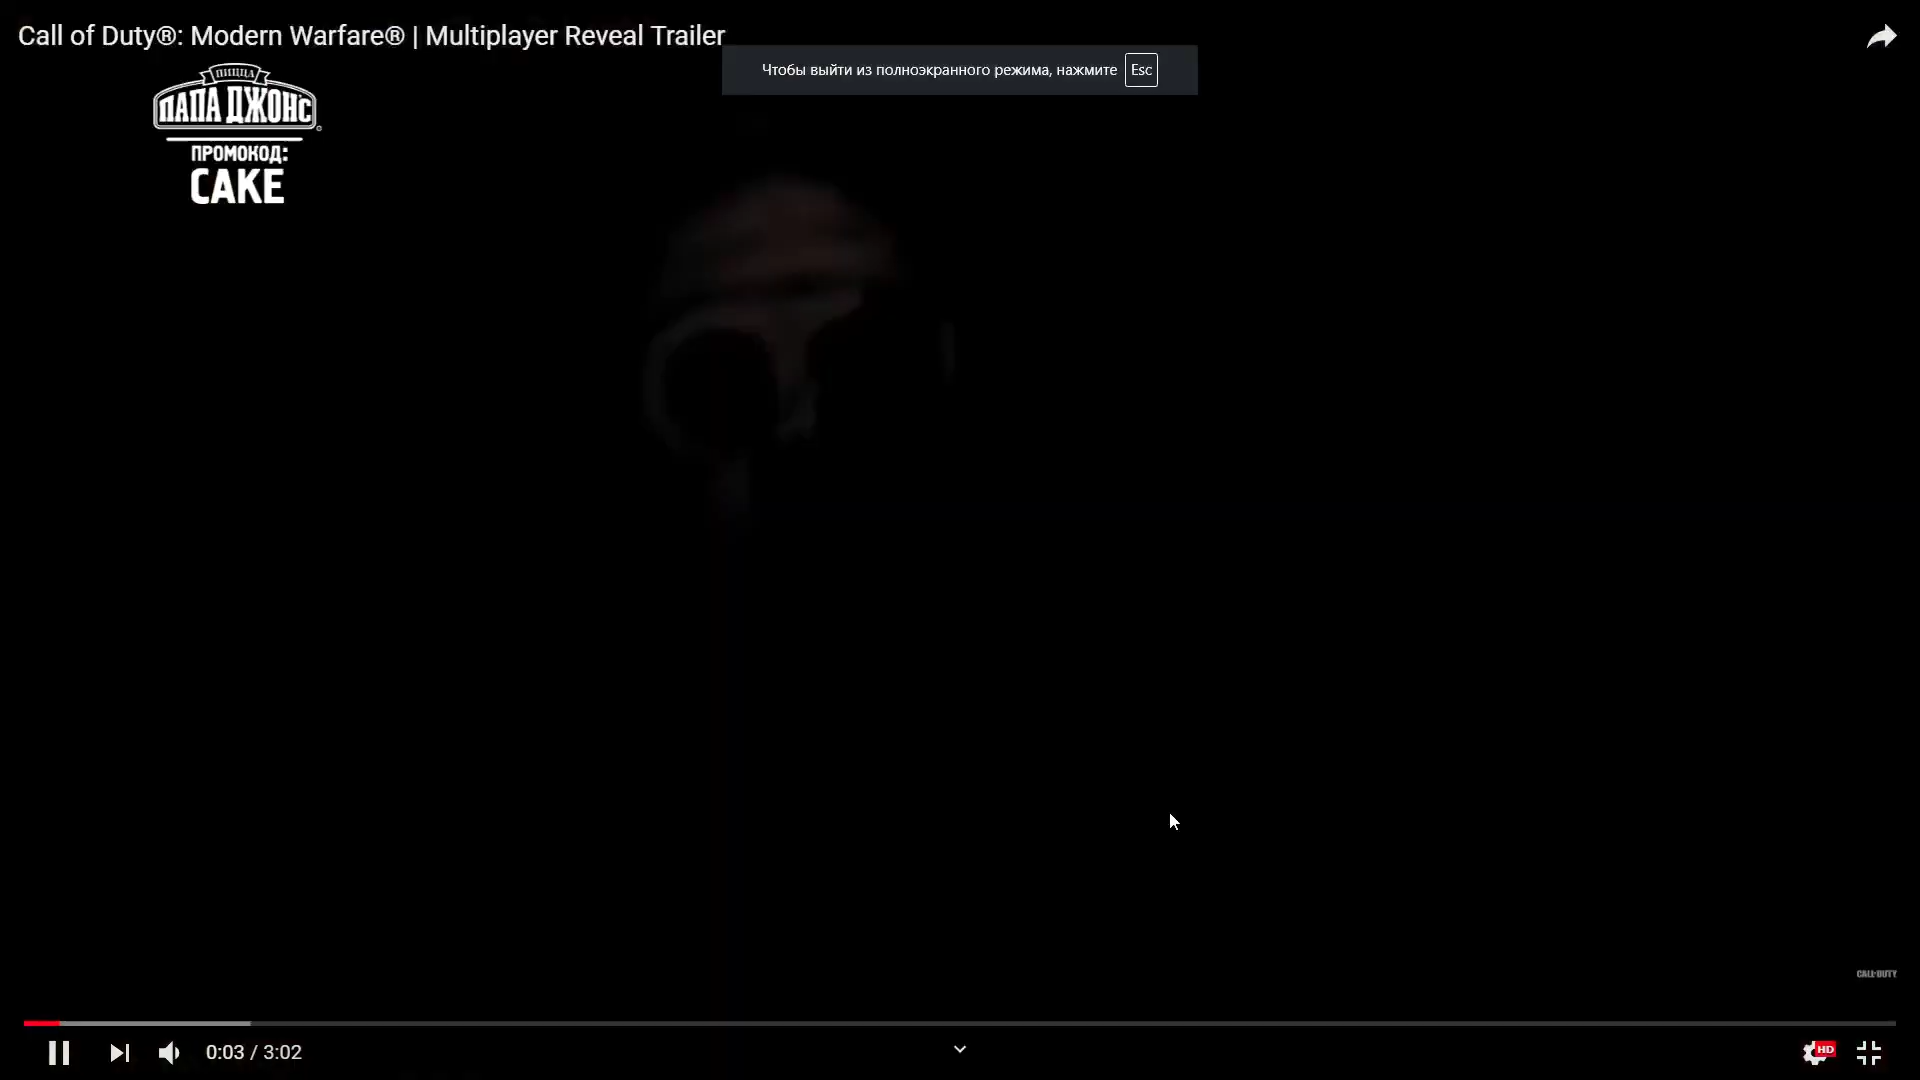 Call of Duty®: Modern Warfare® | Multiplayer Reveal Trailer
Чтобы выйти из полноэкранного режима, нажмите Esc
ПИЦЦА
ПАПА ДЖОНС
ПРОМОКОД:
CAKE
CALL OF DUTY
0:03 / 3:02
HD